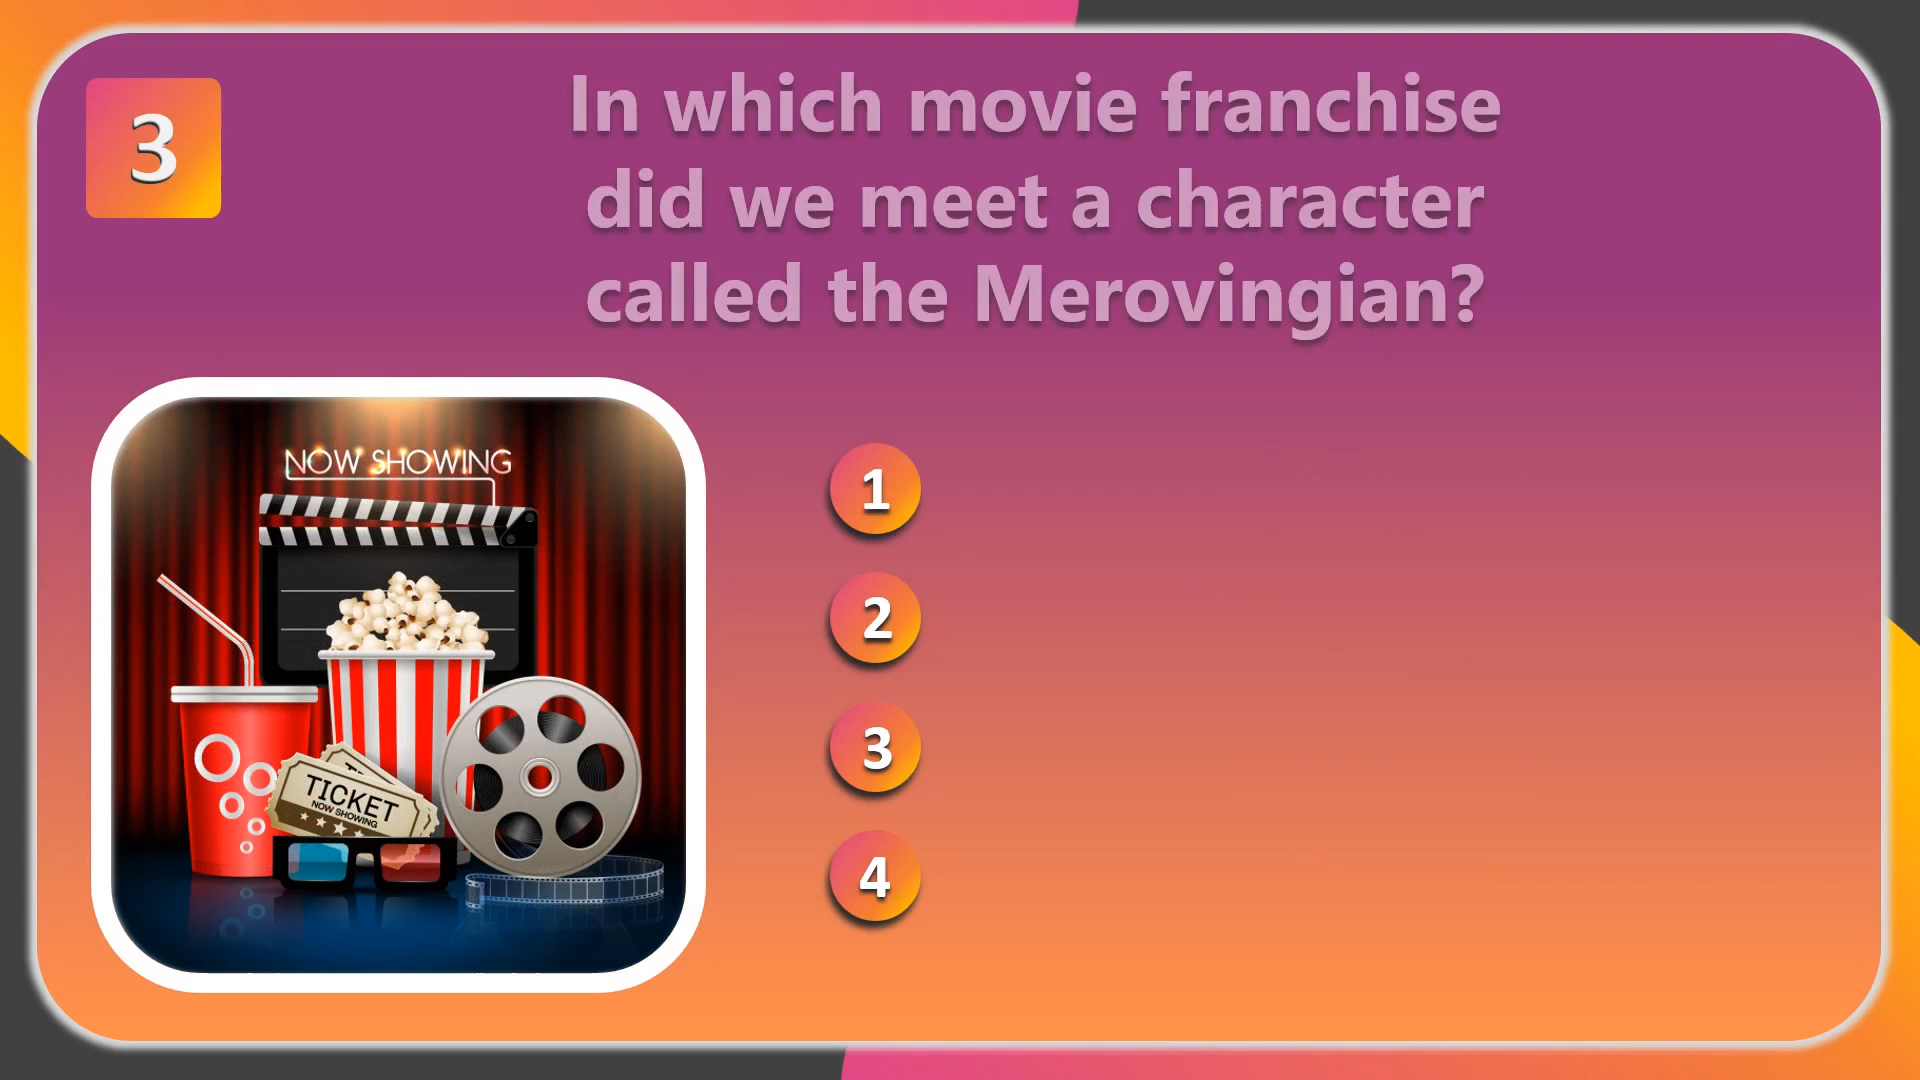 3
In which movie franchise
did we meet a character
called the Merovingian?
NOW SHOWING
TICKET
NOW SHOWING
1
2
3
4